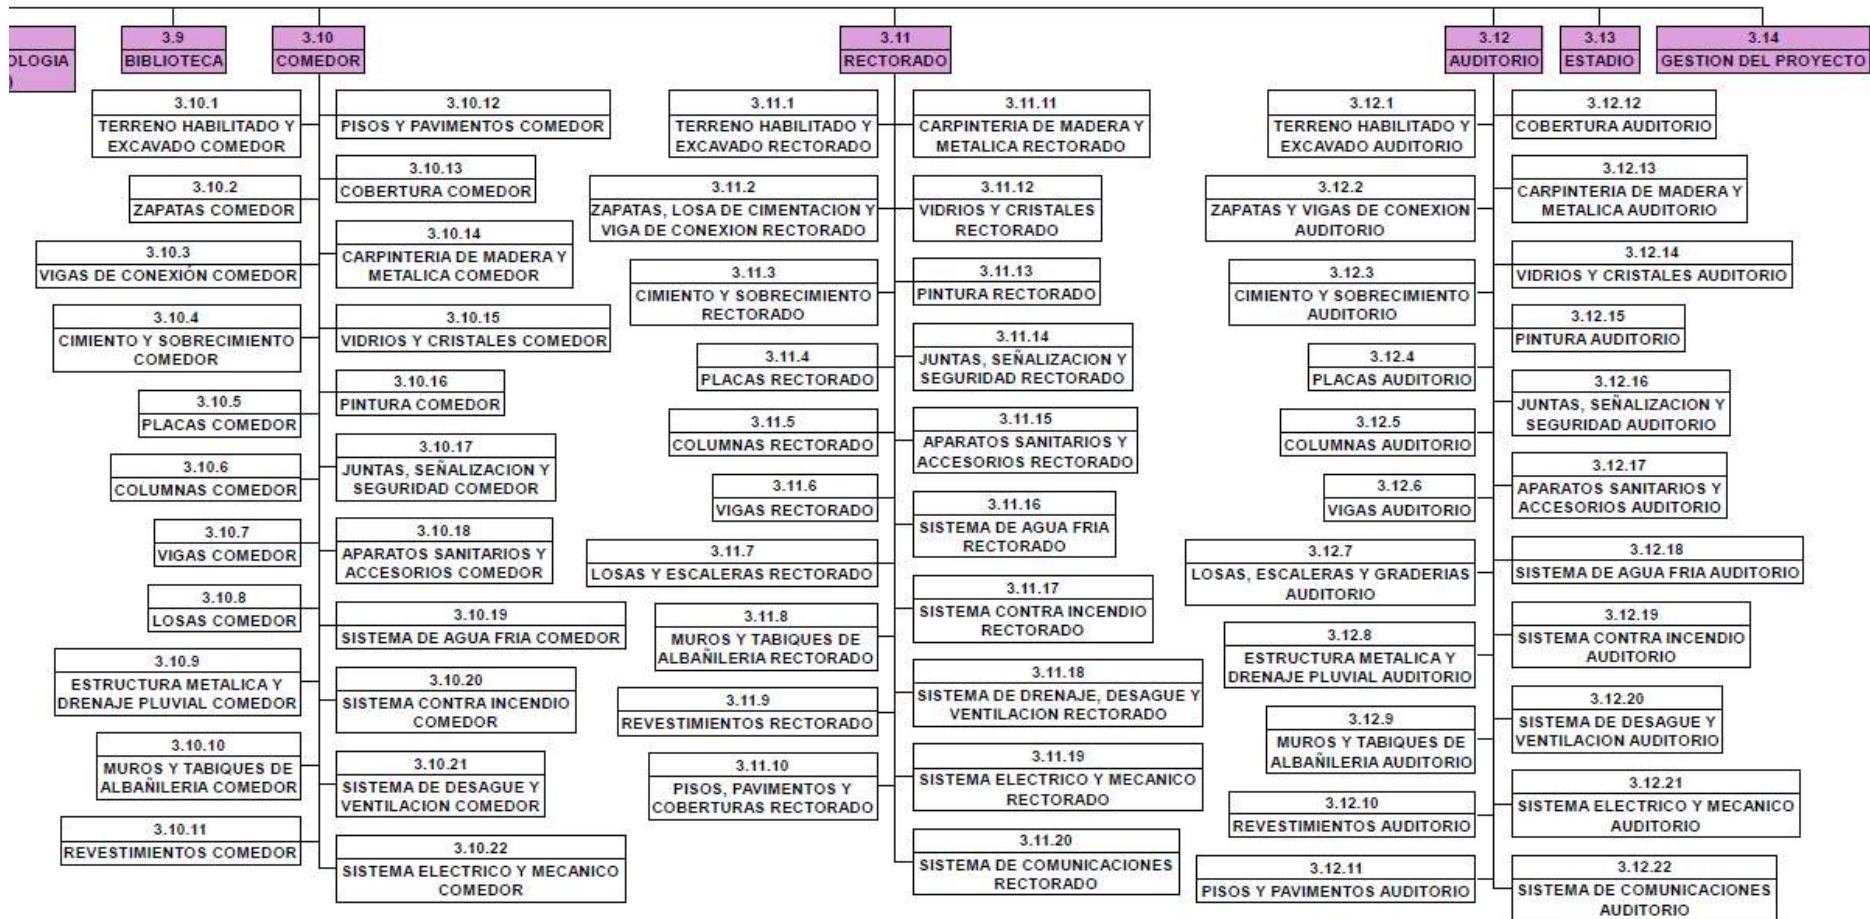 OLOGIA
)
3.9
BIBLIOTECA
3.10
COMEDOR
3.11
RECTORADO
3.12
AUDITORIO
3.13
ESTADIO
3.14
GESTION DEL PROYECTO
3.10.1
TERRENO HABILITADO Y
EXCAVADO COMEDOR
3.10.2
ZAPATAS COMEDOR
3.10.3
VIGAS DE CONEXIÓN COMEDOR
3.10.4
CIMIENTO Y SOBRECIMIENTO
COMEDOR
3.10.5
PLACAS COMEDOR
3.10.6
COLUMNAS COMEDOR
3.10.7
VIGAS COMEDOR
3.10.8
LOSAS COMEDOR
3.10.9
ESTRUCTURA METALICA Y
DRENAJE PLUVIAL COMEDOR
3.10.10
MUROS Y TABIQUES DE
ALBAÑILERIA COMEDOR
3.10.11
REVESTIMIENTOS COMEDOR
3.10.12
PISOS Y PAVIMENTOS COMEDOR
3.10.13
COBERTURA COMEDOR
3.10.14
CARPINTERIA DE MADERA Y
METALICA COMEDOR
3.10.15
VIDRIOS Y CRISTALES COMEDOR
3.10.16
PINTURA COMEDOR
3.10.17
JUNTAS, SEÑALIZACION Y
SEGURIDAD COMEDOR
3.10.18
APARATOS SANITARIOS Y
ACCESORIOS COMEDOR
3.10.19
SISTEMA DE AGUA FRIA COMEDOR
3.10.20
SISTEMA CONTRA INCENDIO
COMEDOR
3.10.21
SISTEMA DE DESAGUE Y
VENTILACION COMEDOR
3.10.22
SISTEMA ELECTRICO Y MECANICO
COMEDOR
3.11.1
TERRENO HABILITADO Y
EXCAVADO RECTORADO
3.11.2
ZAPATAS, LOSA DE CIMENTACION Y
VIGA DE CONEXION RECTORADO
3.11.3
CIMIENTO Y SOBRECIMIENTO
RECTORADO
3.11.4
PLACAS RECTORADO
3.11.5
COLUMNAS RECTORADO
3.11.6
VIGAS RECTORADO
3.11.7
LOSAS Y ESCALERAS RECTORADO
3.11.8
MUROS Y TABIQUES DE
ALBAÑILERIA RECTORADO
3.11.9
REVESTIMIENTOS RECTORADO
3.11.10
PISOS, PAVIMENTOS Y
COBERTURAS RECTORADO
3.11.11
CARPINTERIA DE MADERA Y
METALICA RECTORADO
3.11.12
VIDRIOS Y CRISTALES
RECTORADO
3.11.13
PINTURA RECTORADO
3.11.14
JUNTAS, SEÑALIZACION Y
SEGURIDAD RECTORADO
3.11.15
APARATOS SANITARIOS Y
ACCESORIOS RECTORADO
3.11.16
SISTEMA DE AGUA FRIA
RECTORADO
3.11.17
SISTEMA CONTRA INCENDIO
RECTORADO
3.11.18
SISTEMA DE DRENAJE, DESAGUE Y
VENTILACION RECTORADO
3.11.19
SISTEMA ELECTRICO Y MECANICO
RECTORADO
3.11.20
SISTEMA DE COMUNICACIONES
RECTORADO
3.12.1
TERRENO HABILITADO Y
EXCAVADO AUDITORIO
3.12.2
ZAPATAS Y VIGAS DE CONEXION
AUDITORIO
3.12.3
CIMIENTO Y SOBRECIMIENTO
AUDITORIO
3.12.4
PLACAS AUDITORIO
3.12.5
COLUMNAS AUDITORIO
3.12.6
VIGAS AUDITORIO
3.12.7
LOSAS, ESCALERAS Y GRADERIAS
AUDITORIO
3.12.8
ESTRUCTURA METALICA Y
DRENAJE PLUVIAL AUDITORIO
3.12.9
MUROS Y TABIQUES DE
ALBAÑILERIA AUDITORIO
3.12.10
REVESTIMIENTOS AUDITORIO
3.12.11
PISOS Y PAVIMENTOS AUDITORIO
3.12.12
COBERTURA AUDITORIO
3.12.13
CARPINTERIA DE MADERA Y
METALICA AUDITORIO
3.12.14
VIDRIOS Y CRISTALES AUDITORIO
3.12.15
PINTURA AUDITORIO
3.12.16
JUNTAS, SEÑALIZACION Y
SEGURIDAD AUDITORIO
3.12.17
APARATOS SANITARIOS Y
ACCESORIOS AUDITORIO
3.12.18
SISTEMA DE AGUA FRIA AUDITORIO
3.12.19
SISTEMA CONTRA INCENDIO
AUDITORIO
3.12.20
SISTEMA DE DESAGUE Y
VENTILACION AUDITORIO
3.12.21
SISTEMA ELECTRICO Y MECANICO
AUDITORIO
3.12.22
SISTEMA DE COMUNICACIONES
AUDITORIO